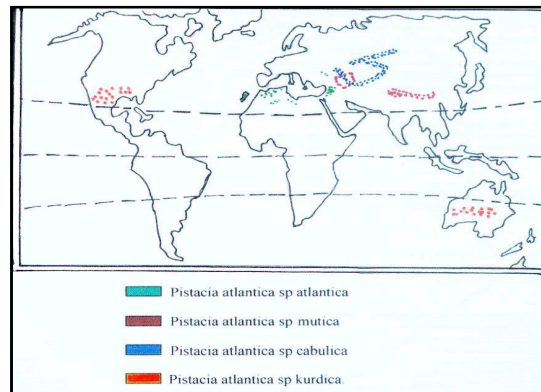 Pistacia atlantica sp atlantica
Pistacia atlantica sp mutica
Pistacia atlantica sp cabulica
Pistacia atlantica sp kurdica.